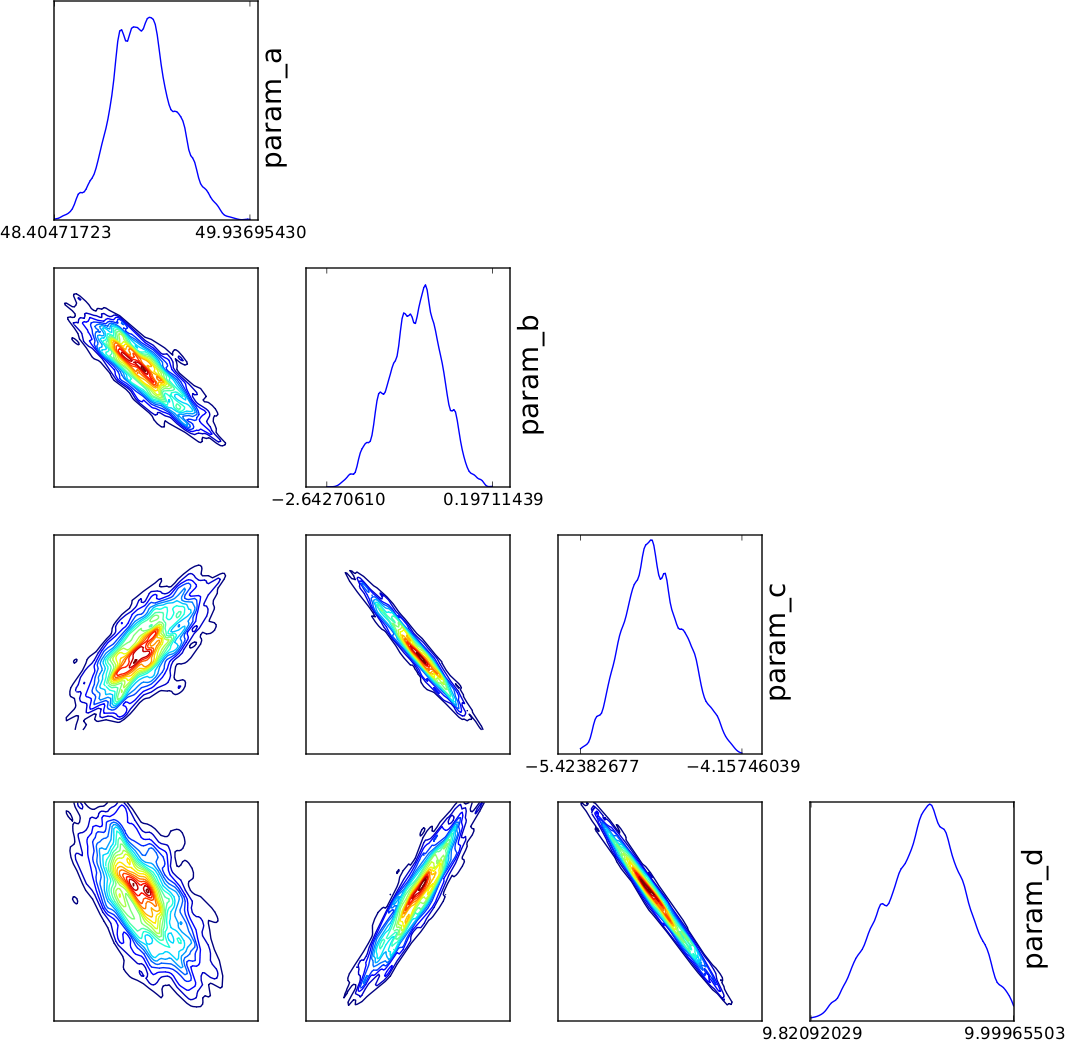 param_a
48.40471723 49.93695430
param_b
−2.64270610 0.19711439
param_c
−5.42382677 −4.15746039
param_d
9.82092029 9.99965503